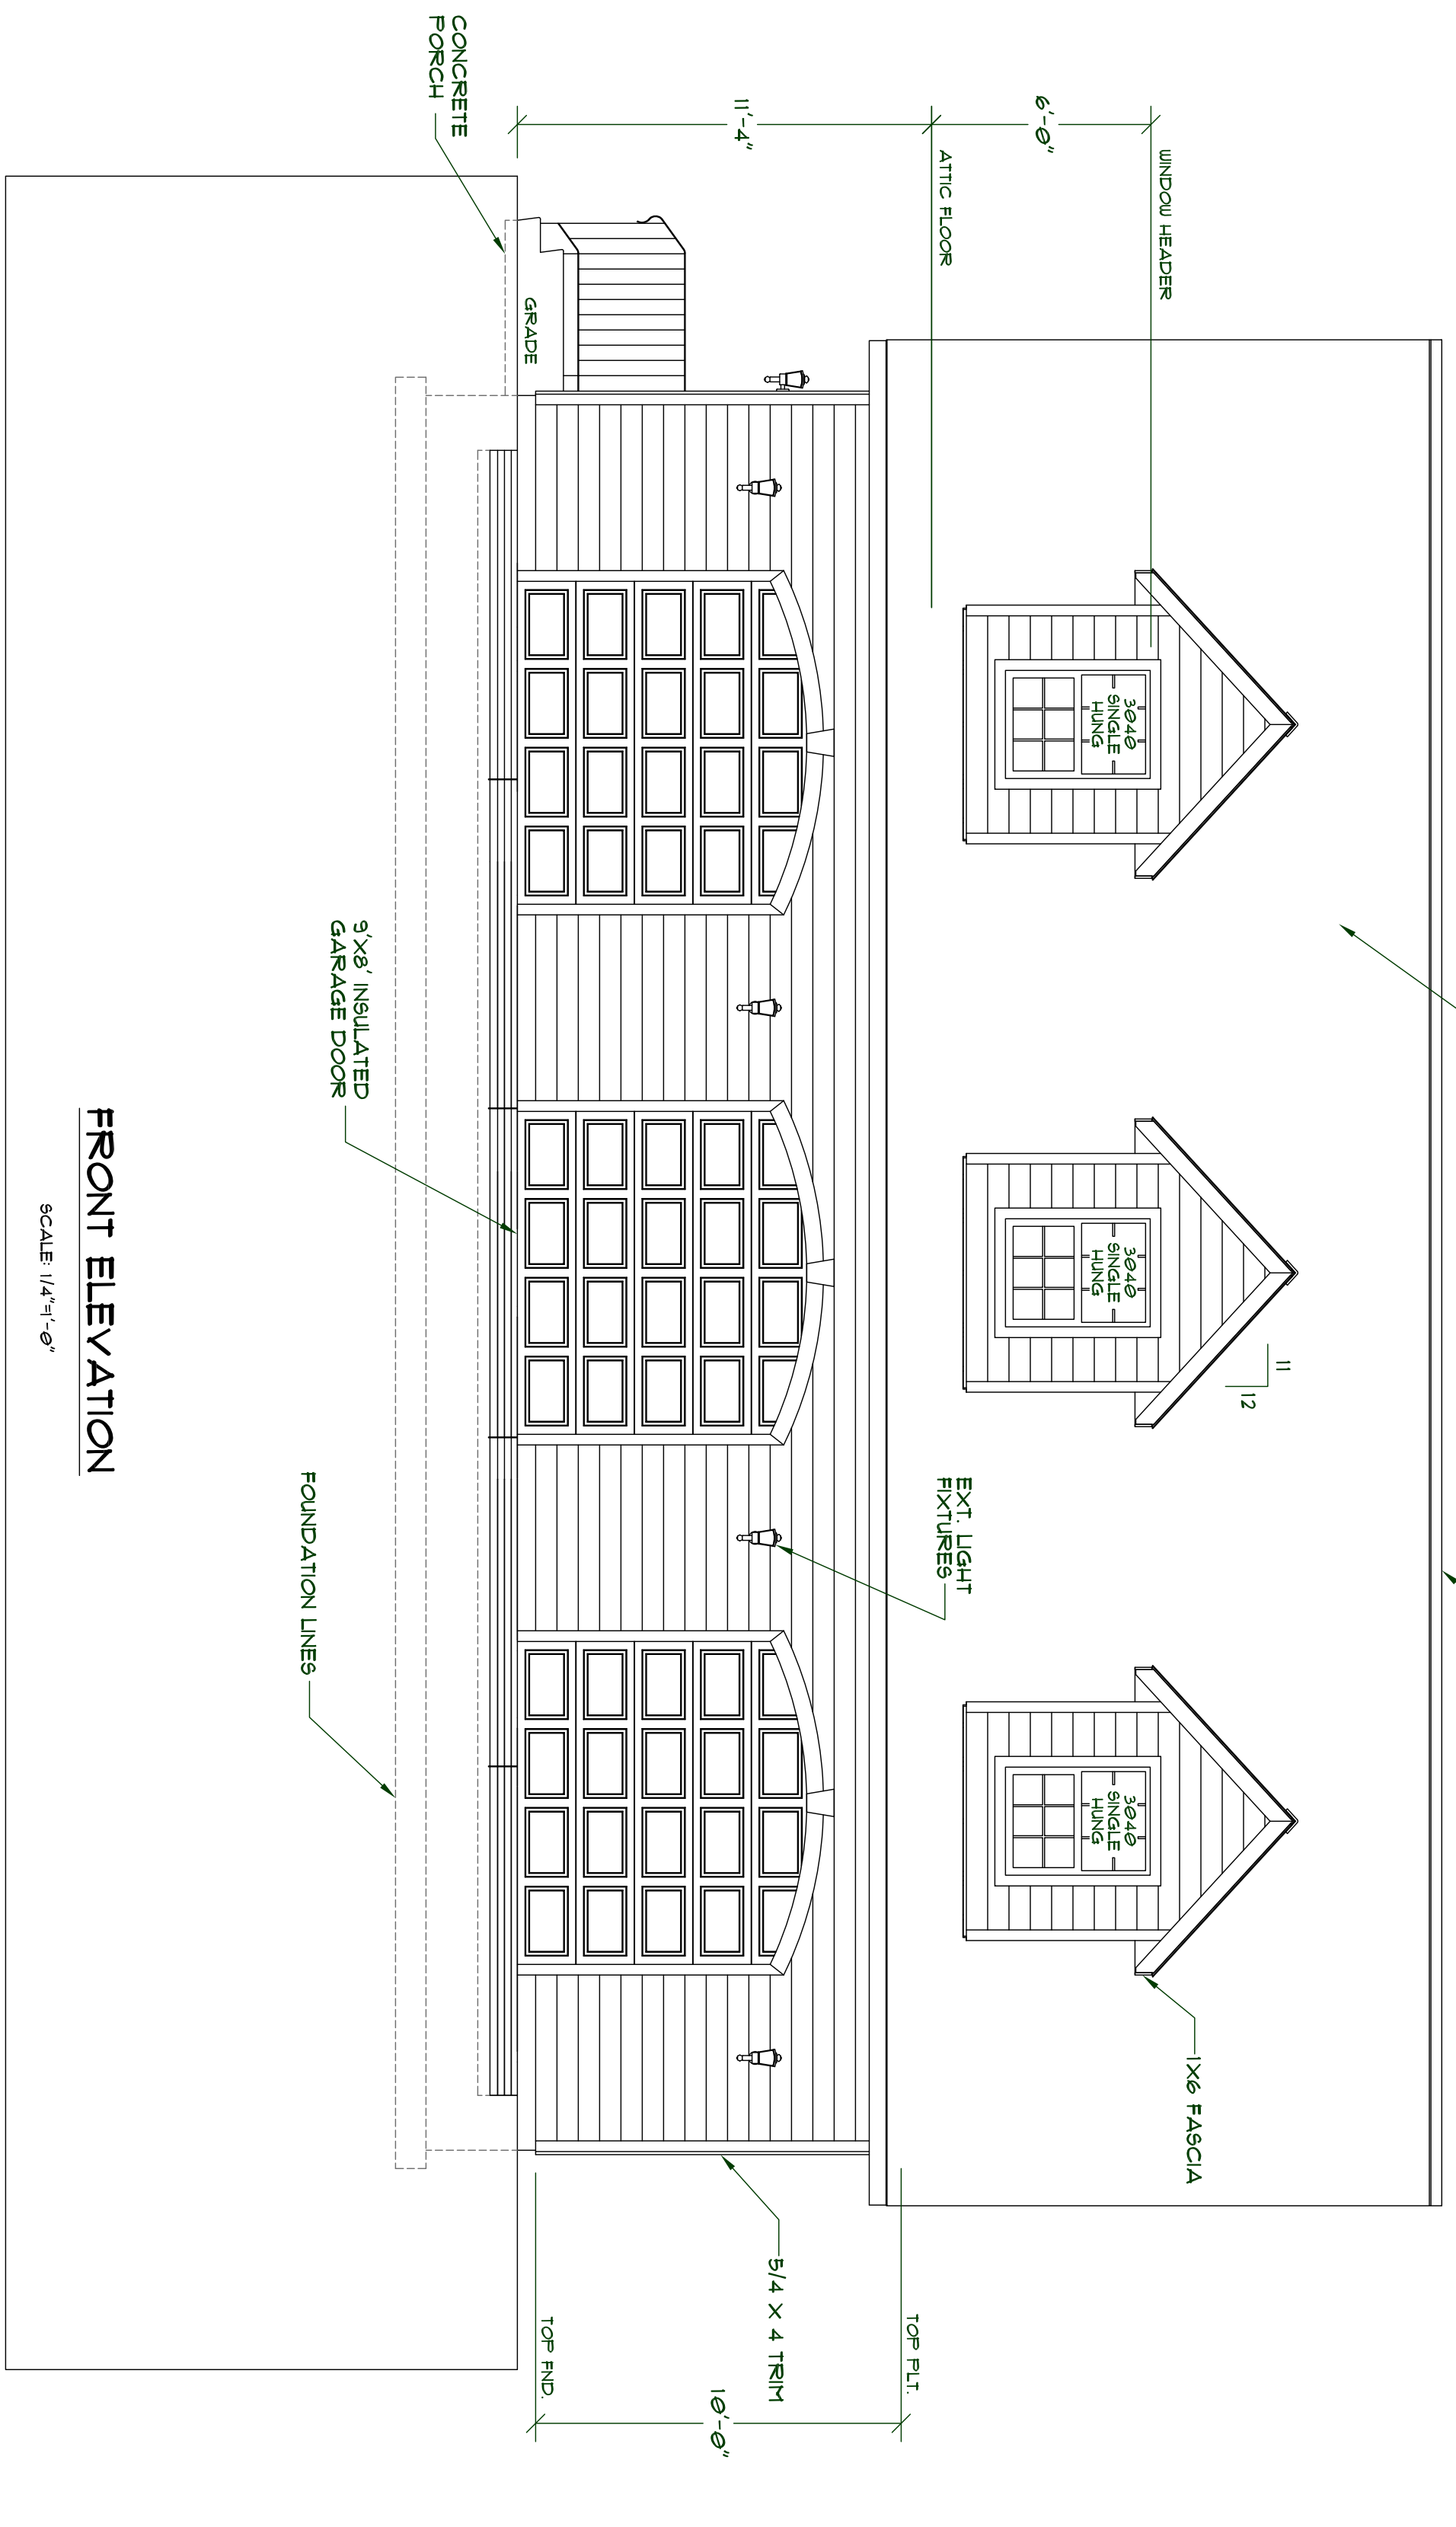 WINDOW HEADER
6'-0"
ATTIC FLOOR
11'-4"
GRADE
CONCRETE
PORCH
3040
SINGLE
HUNG
3040
SINGLE
HUNG
3040
SINGLE
HUNG
11
12
EXT. LIGHT
FIXTURES
1X6 FASCIA
TOP PLT.
10'-0"
5/4 X 4 TRIM
TOP FND.
9'X8' INSULATED
GARAGE DOOR
FOUNDATION LINES
FRONT ELEVATION
SCALE: 1/4"=1'-0"